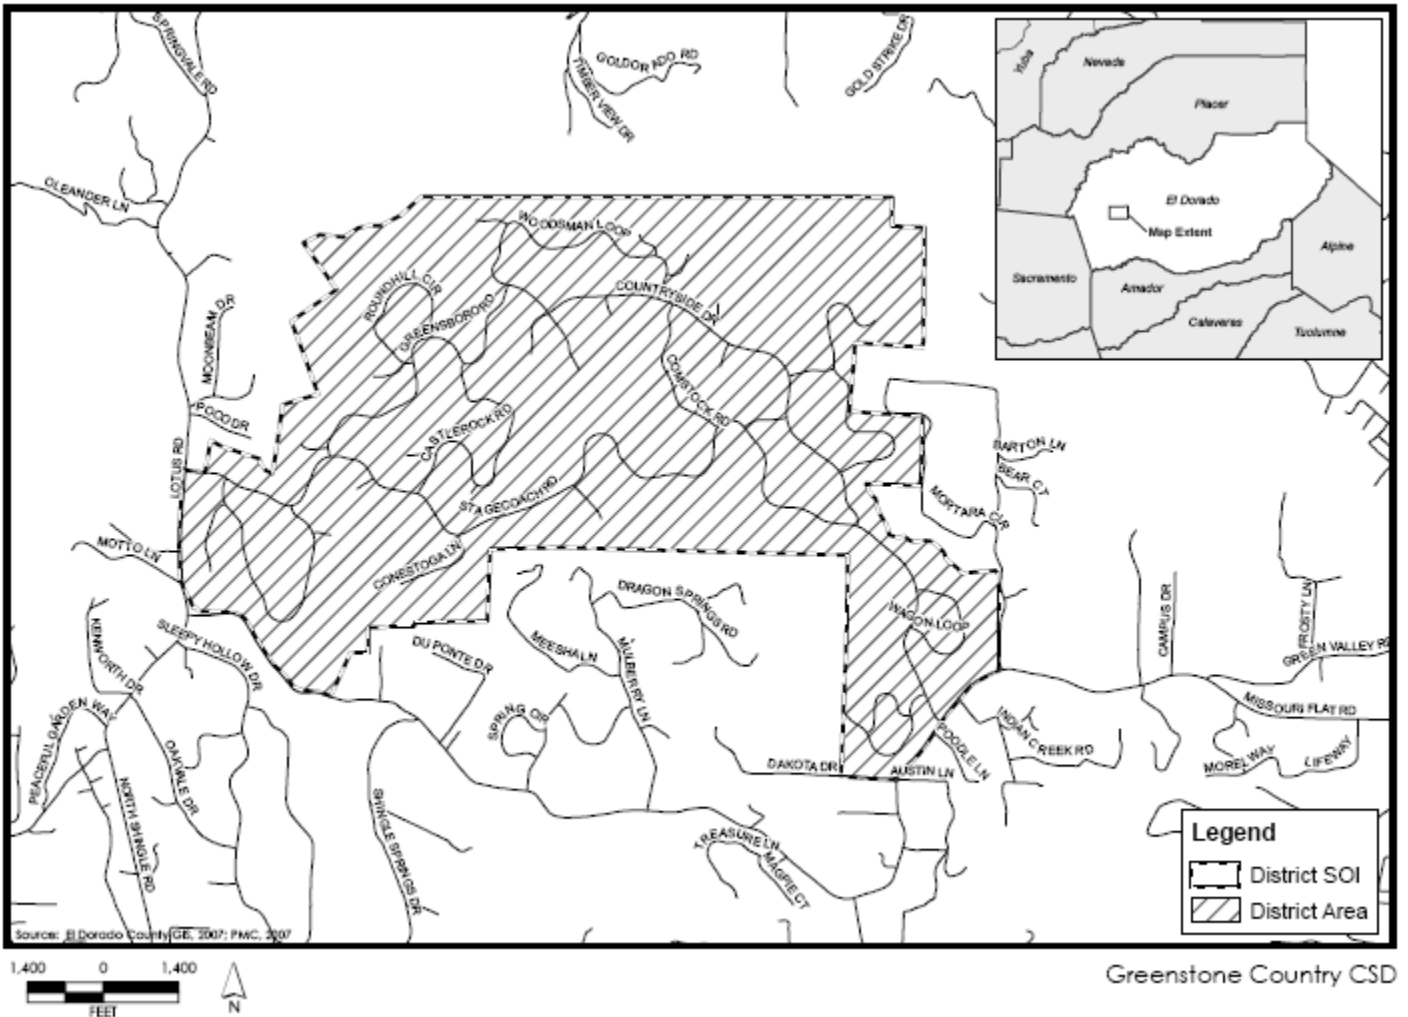 SPRINGVALE RD
GOLDORADO RD
TIMBER VIEW DR
GOLD STRIKE DR
Yuba
Nevada
Placer
El Dorado
Map Extent
Sacramento
Amador
Alpine
Calaveras
Tuolumne
OLEANDER LN
WOODSMAN LOOP
ROUNDHILL CIR
GREENSBORO RD
COUNTRYSIDE DR
MOONBEAM DR
POCO DR
COMSTOCK RD
CASTLEROCK RD
LOTUS RD
STAGECOACH RD
BARTON LN
BEAR CT
MORTARA CIR
MOTTO LN
CONESTOGA LN
DRAGON SPRINGS RD
WAGON LOOP
CAMPUS DR
FROSTY LN
GREEN VALLEY RD
KENWORTH DR
SLEEPY HOLLOW DR
DU PONTE DR
MEESHA LN
MULBERRY LN
MISSOURI FLAT RD
PEACEFUL GARDEN WAY
OAKVALE DR
SPRING CIR
POODLE LN
INDIAN CREEK RD
MOREL WAY
LIFEWAY
DAKOTA DR
AUSTIN LN
NORTH SHINGLE RD
SHINGLE SPRINGS DR
TREASURE LN
MAGPIE CT
Legend
District SOI
District Area
Source: El Dorado County GIS, 2007; PMC, 2007
1,400 0 1,400
FEET
N
Greenstone Country CSD